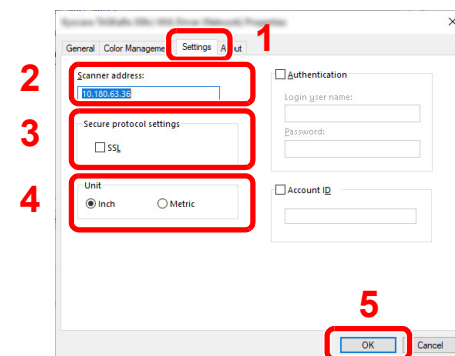 1
General Color Manageme Settings
2
Scanner address:
10.180.63.36
Authentication
Login user name:
Password:
3
Secure protocol settings
SSL
4
Unit
Inch Metric
Account ID
5
OK Cancel